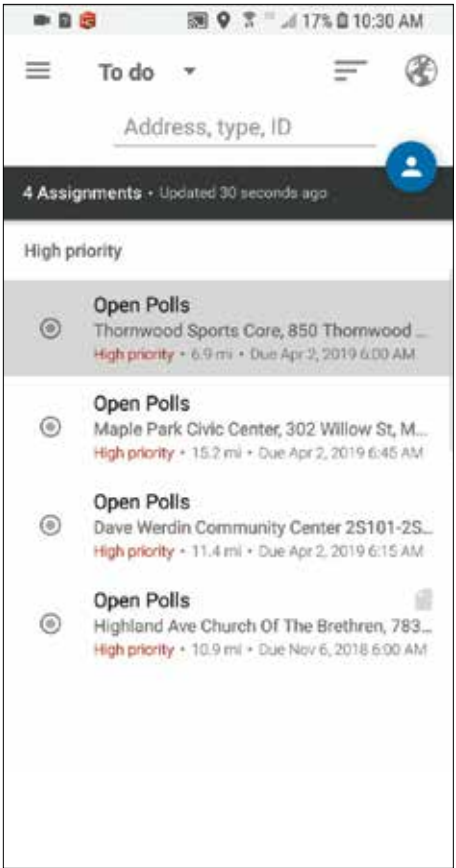 17% 10:30 AM
To do
Address, type, ID
4 Assignments • Updated 30 seconds ago
High priority
Open Polls
Thornwood Sports Core, 850 Thornwood ...
High priority • 6.9 mi • Due Apr 2, 2019 6:00 AM
Open Polls
Maple Park Civic Center, 302 Willow St, M...
High priority • 15.2 mi • Due Apr 2, 2019 6:45 AM
Open Polls
Dave Werdin Community Center 2S101-2S...
High priority • 11.4 mi • Due Apr 2, 2019 6:15 AM
Open Polls
Highland Ave Church Of The Brethren, 783...
High priority • 10.9 mi • Due Nov 6, 2018 6:00 AM